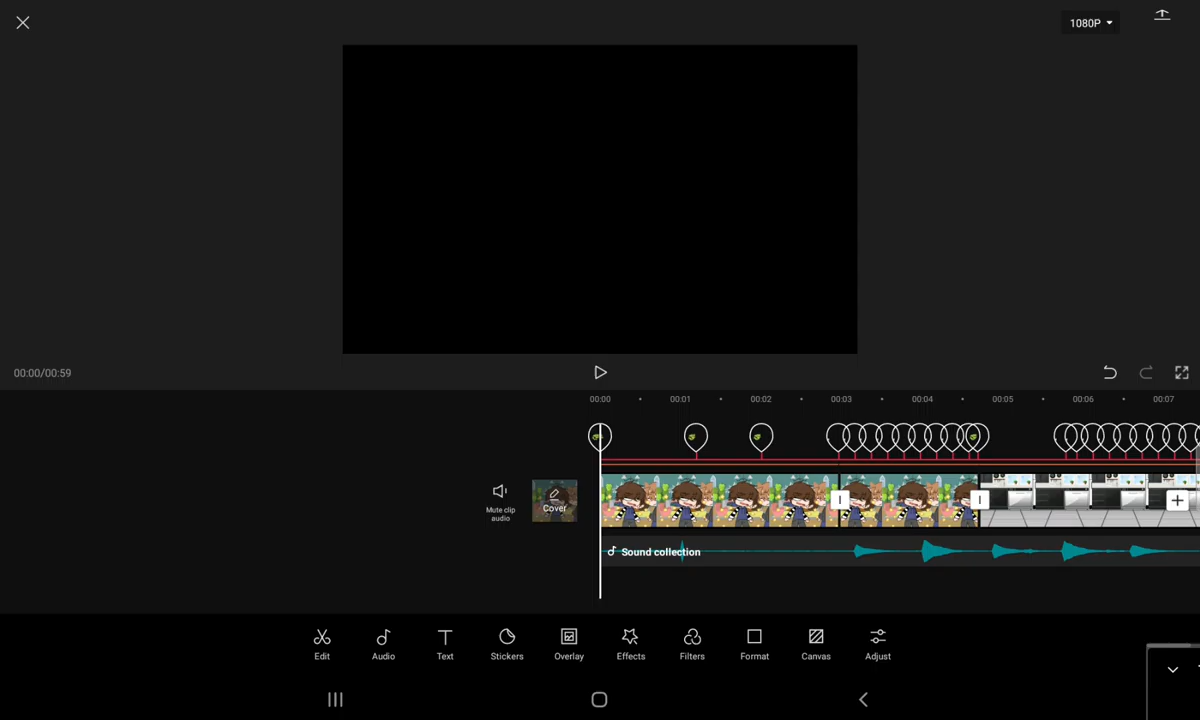 1080P
00:00/00:59
00:00
00:01
00:02
00:03
00:04
00:05
00:06
00:07
Mute clip
audio
Cover
Sound collection
Edit
Audio
Text
Stickers
Overlay
Effects
Filters
Format
Canvas
Adjust